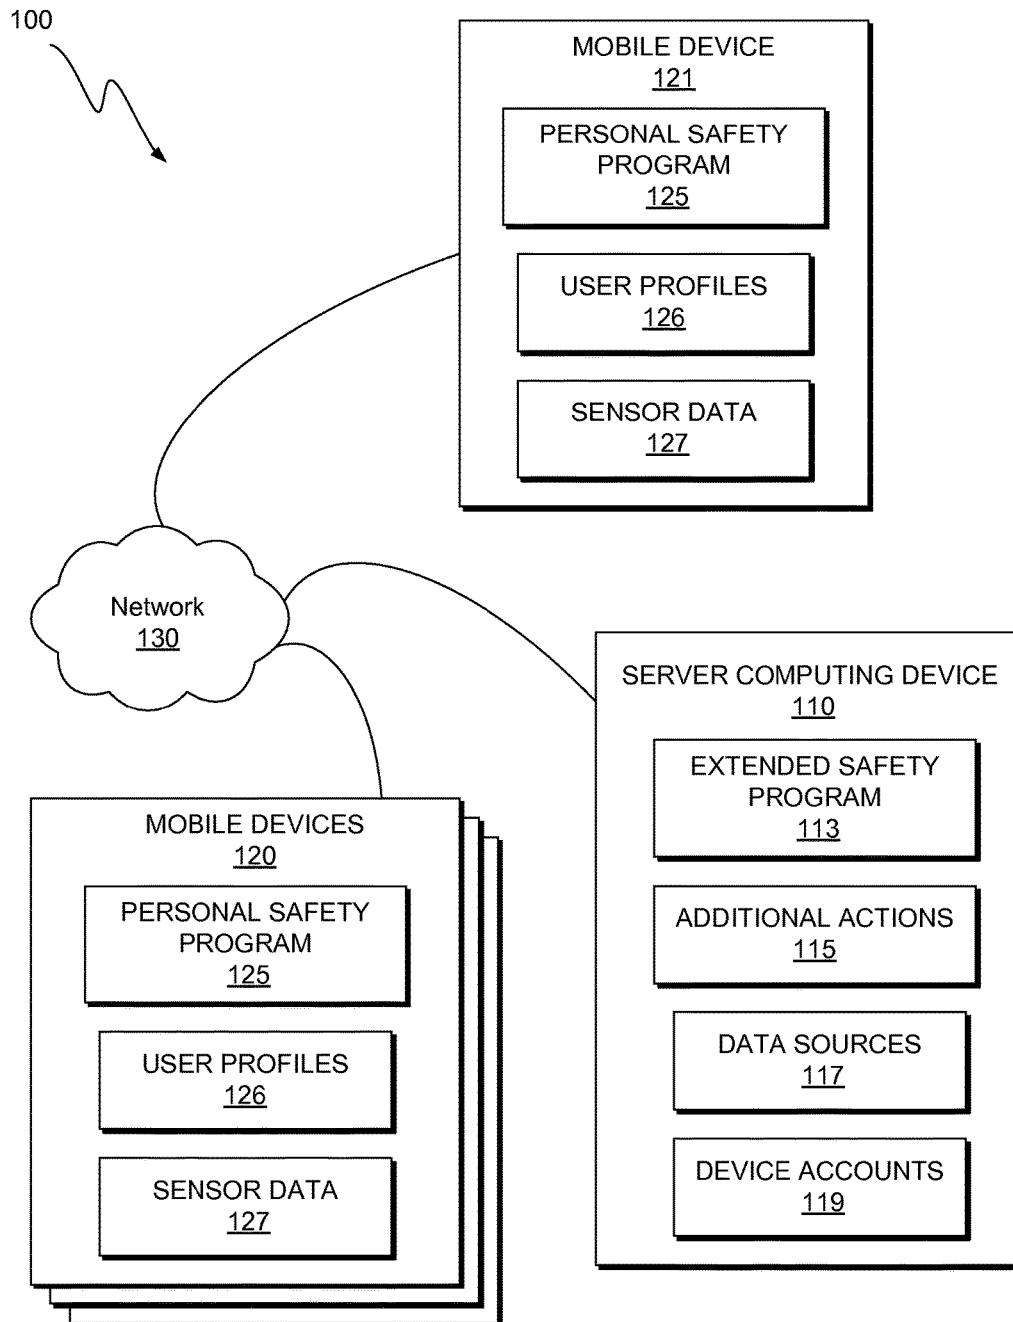 100
MOBILE DEVICE
121
PERSONAL SAFETY
PROGRAM
125
USER PROFILES
126
SENSOR DATA
127
Network
130
SERVER COMPUTING DEVICE
110
EXTENDED SAFETY
PROGRAM
113
ADDITIONAL ACTIONS
115
DATA SOURCES
117
DEVICE ACCOUNTS
119
MOBILE DEVICES
120
PERSONAL SAFETY
PROGRAM
125
USER PROFILES
126
SENSOR DATA
127